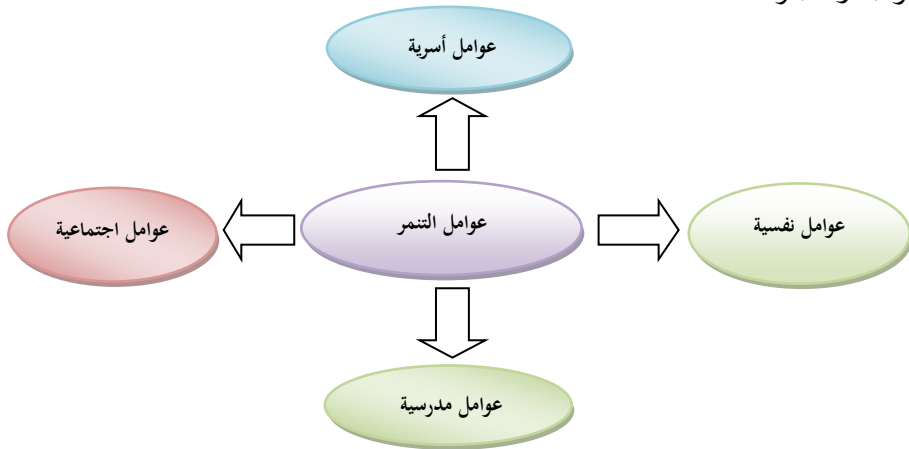 عوامل أسرية
عوامل نفسية
عوامل التنمر
عوامل اجتماعية
عوامل مدرسية